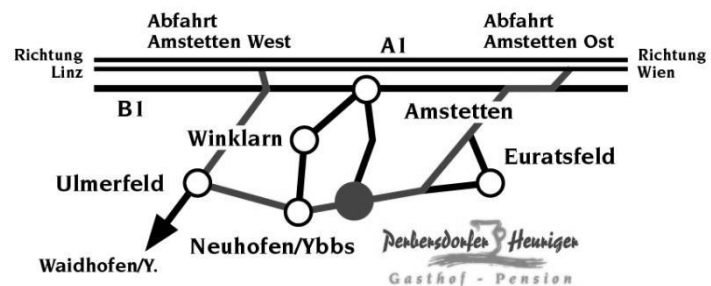 Abfahrt
Amstetten West
Abfahrt
Amstetten Ost
A1
Richtung
Linz
Richtung
Wien
B1
Amstetten
Winklarn
Euratsfeld
Ulmerfeld
Neuhofen/Ybbs
Waidhofen/Y.
Perbersdorfer Heuriger
Gasthof - Pension